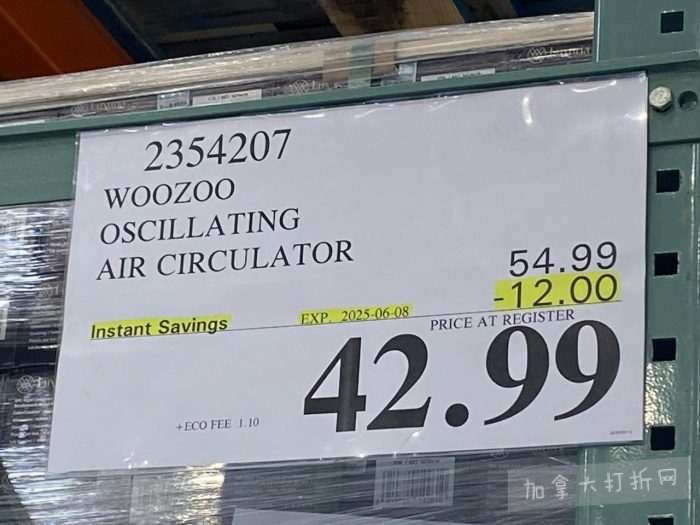 2354207
WOOZOO
OSCILLATING
AIR CIRCULATOR
54.99
-12.00
Instant Savings
EXP. 2025-06-08
PRICE AT REGISTER
42.99
+ECO FEE 1.10
加拿大打折网